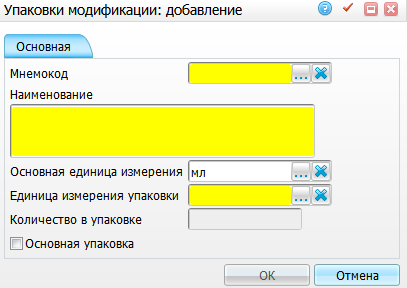 Упаковки модификации: добавление
Основная
Мнемокод
...
Наименование
Основная единица измерения мл ...
Единица измерения упаковки ...
Количество в упаковке
Основная упаковка
ОК Отмена